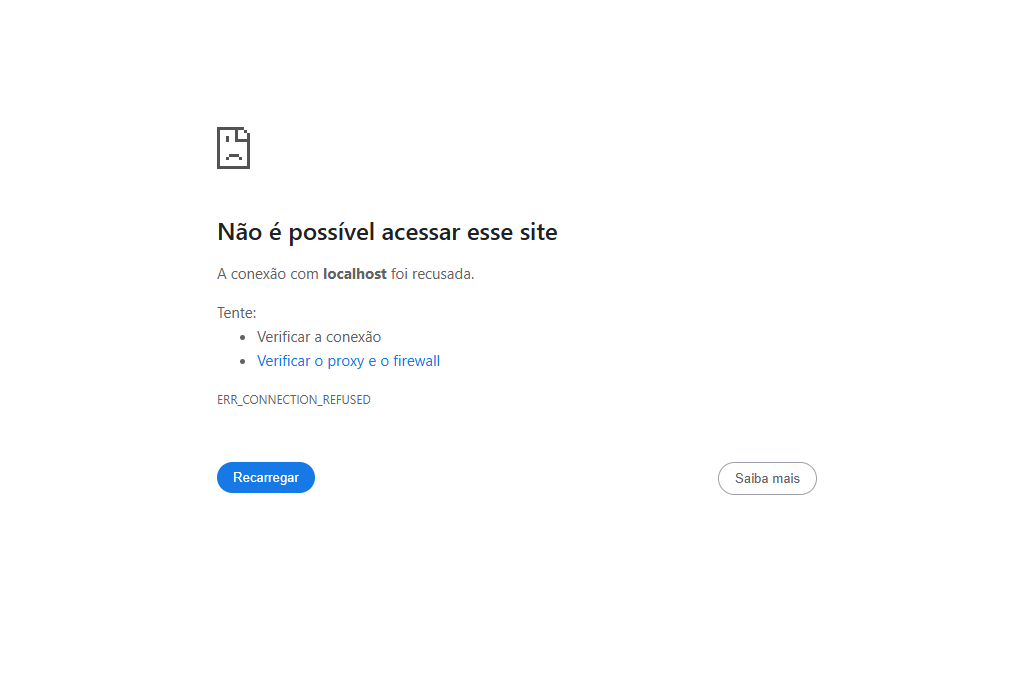 Não é possível acessar esse site
A conexão com localhost foi recusada.
Tente:
• Verificar a conexão
• Verificar o proxy e o firewall
ERR_CONNECTION_REFUSED
Recarregar
Saiba mais